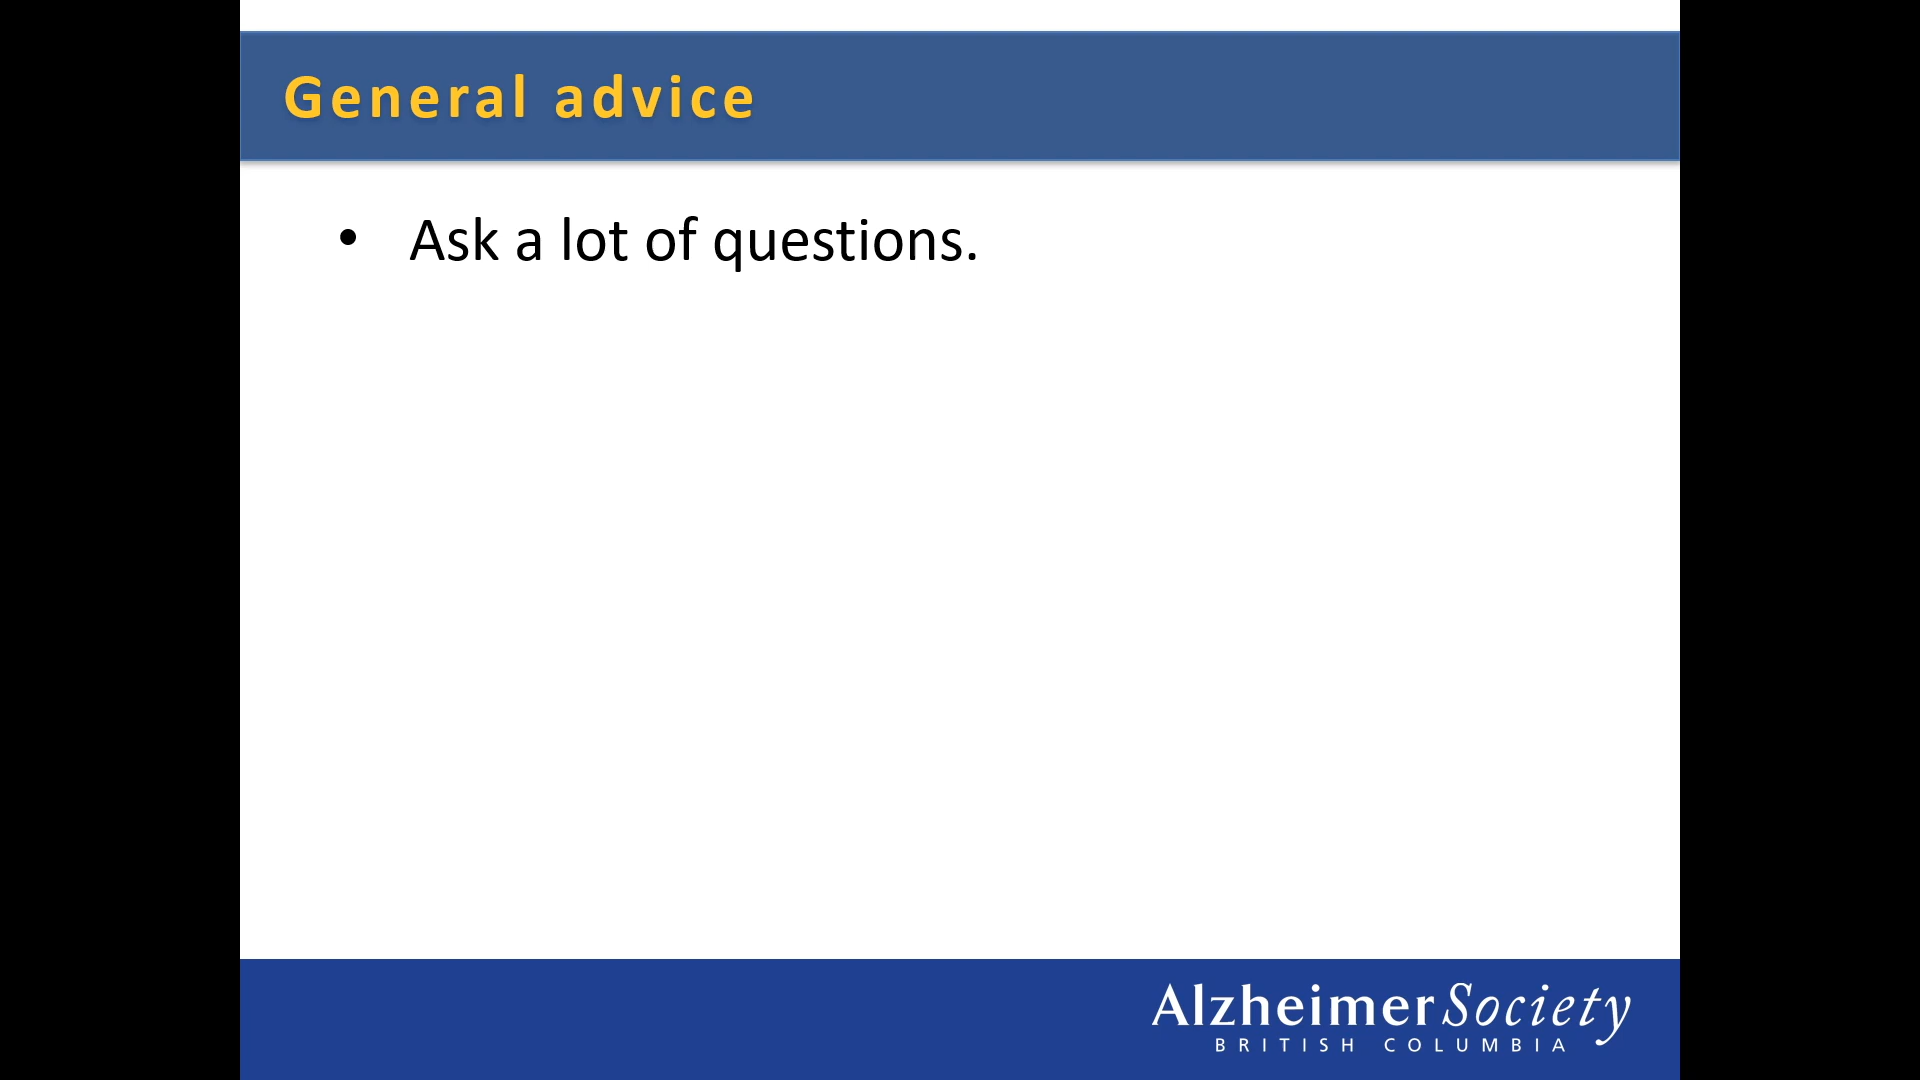 General advice
• Ask a lot of questions.
AlzheimerSociety
BRITISH COLUMBIA